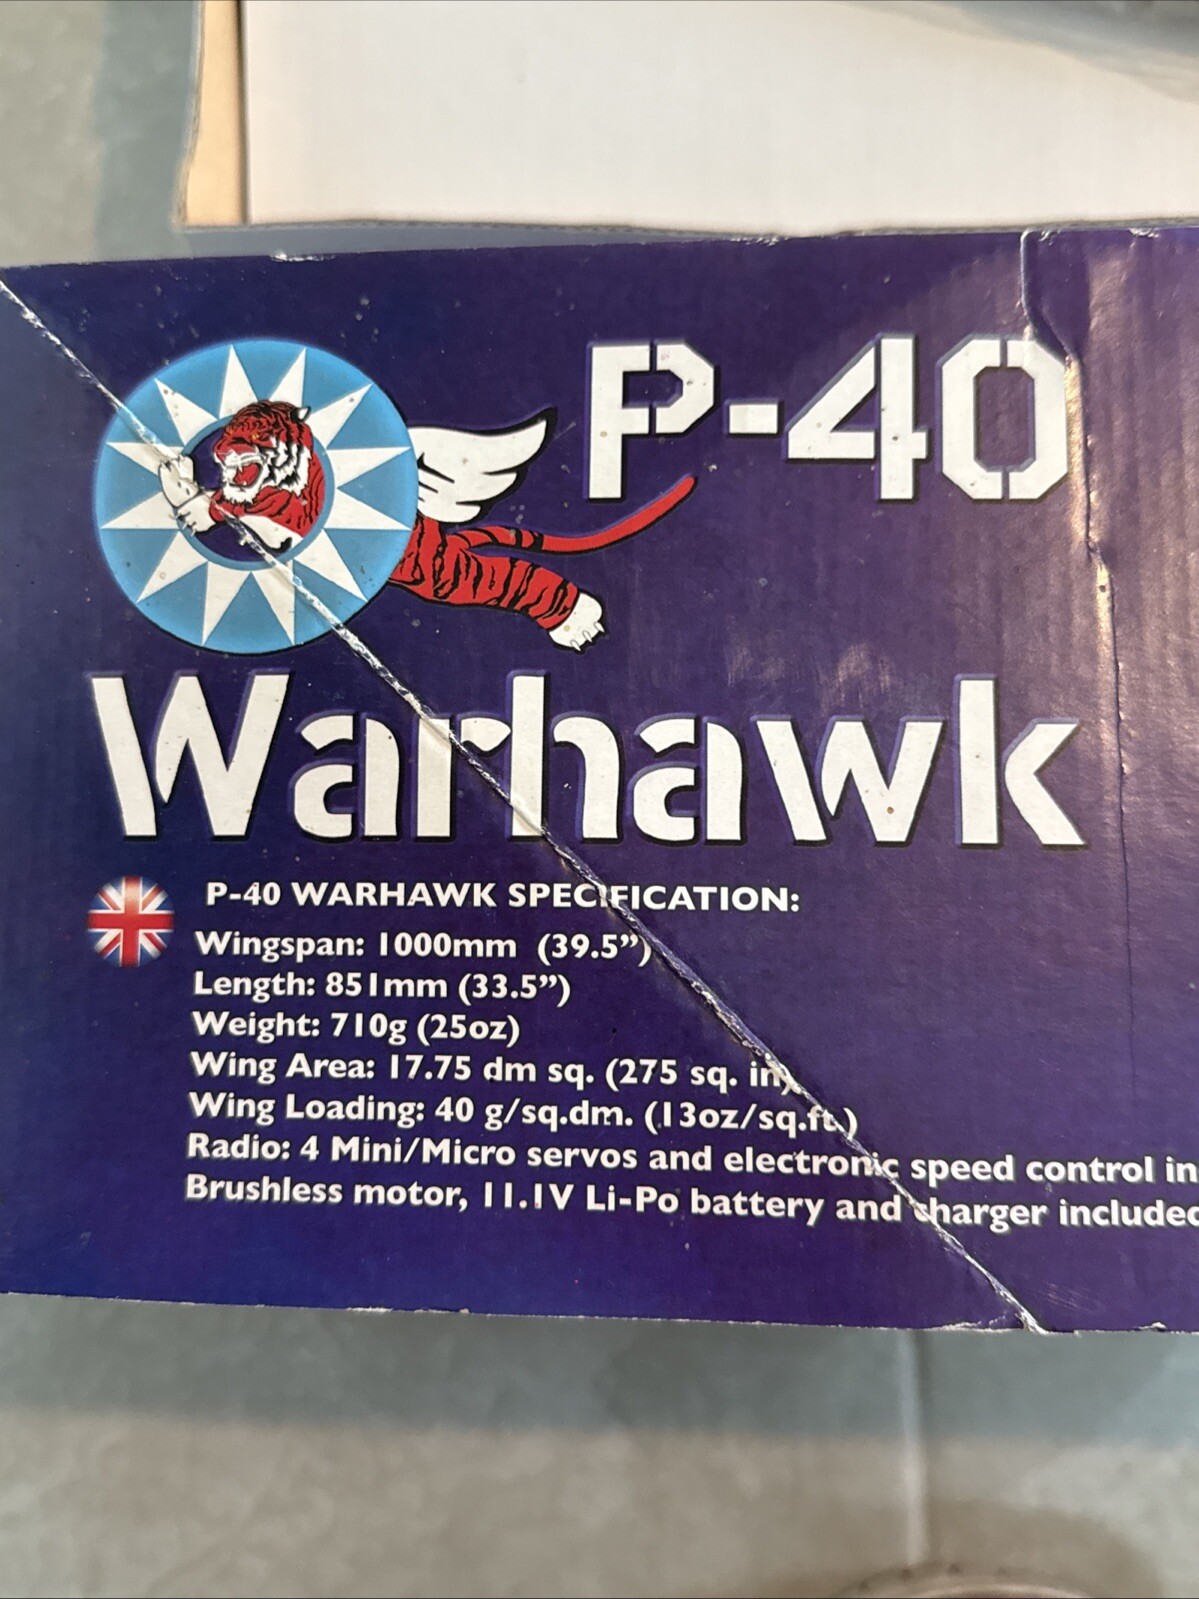 P-40
Warhawk
P-40 WARHAWK SPECIFICATION:
Wingspan: 1000mm (39.5”)
Length: 851mm (33.5”)
Weight: 710g (25oz)
Wing Area: 17.75 dm sq. (275 sq. in)
Wing Loading: 40 g/sq.dm. (13oz/sq.ft.)
Radio: 4 Mini/Micro servos and electronic speed control in
Brushless motor, 11.1V Li-Po battery and charger included